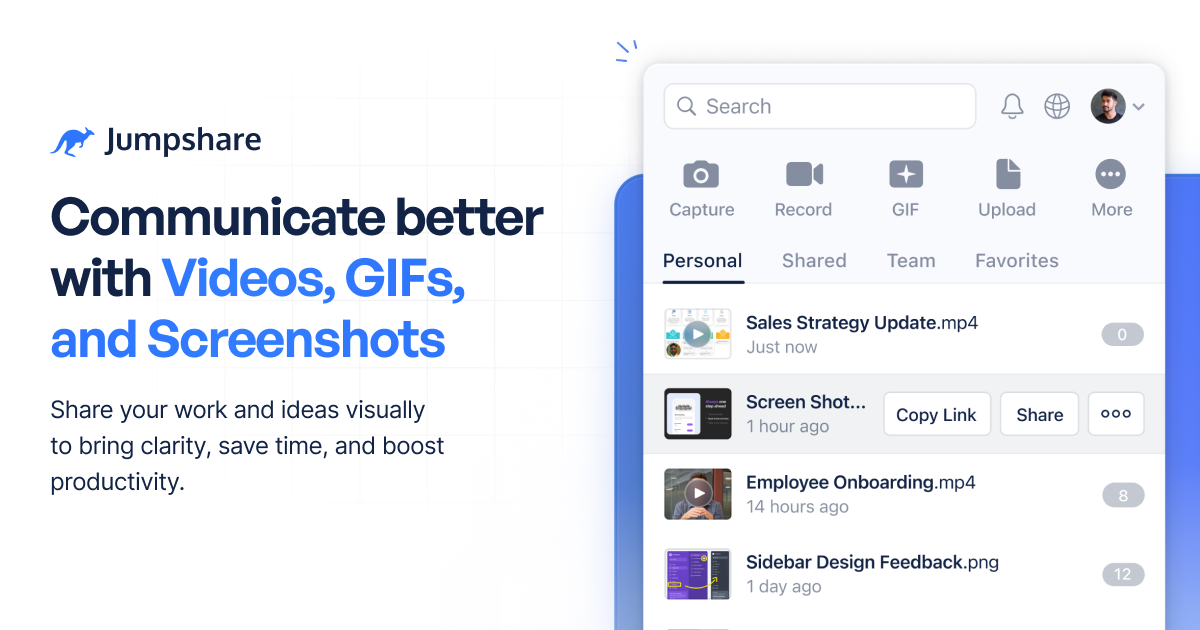 Jumpshare
Communicate better
with Videos, GIFs,
and Screenshots
Share your work and ideas visually
to bring clarity, save time, and boost
productivity.
Search
Capture
Record
GIF
Upload
More
Personal
Shared
Team
Favorites
Sales Strategy Update.mp4
Just now
0
Screen Shot...
1 hour ago
Copy Link
Share
Employee Onboarding.mp4
14 hours ago
8
Sidebar Design Feedback.png
1 day ago
12